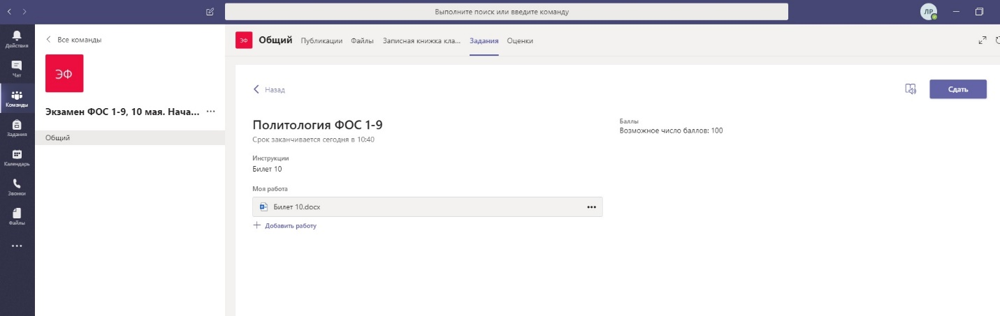 Выполните поиск или введите команду
ЛР
Действия
Чат
Команды
Задания
Календарь
Звонки
Файлы
Все команды
ЭФ
Экзамен ФОС 1-9, 10 мая. Нача...
Общий
ЭФ
Общий Публикации Файлы Записная книжка кла... Задания Оценки
Назад
Сдать
Политология ФОС 1-9
Срок заканчивается сегодня в 10:40
Баллы
Возможное число баллов: 100
Инструкции
Билет 10
Моя работа
Билет 10.docx
Добавить работу